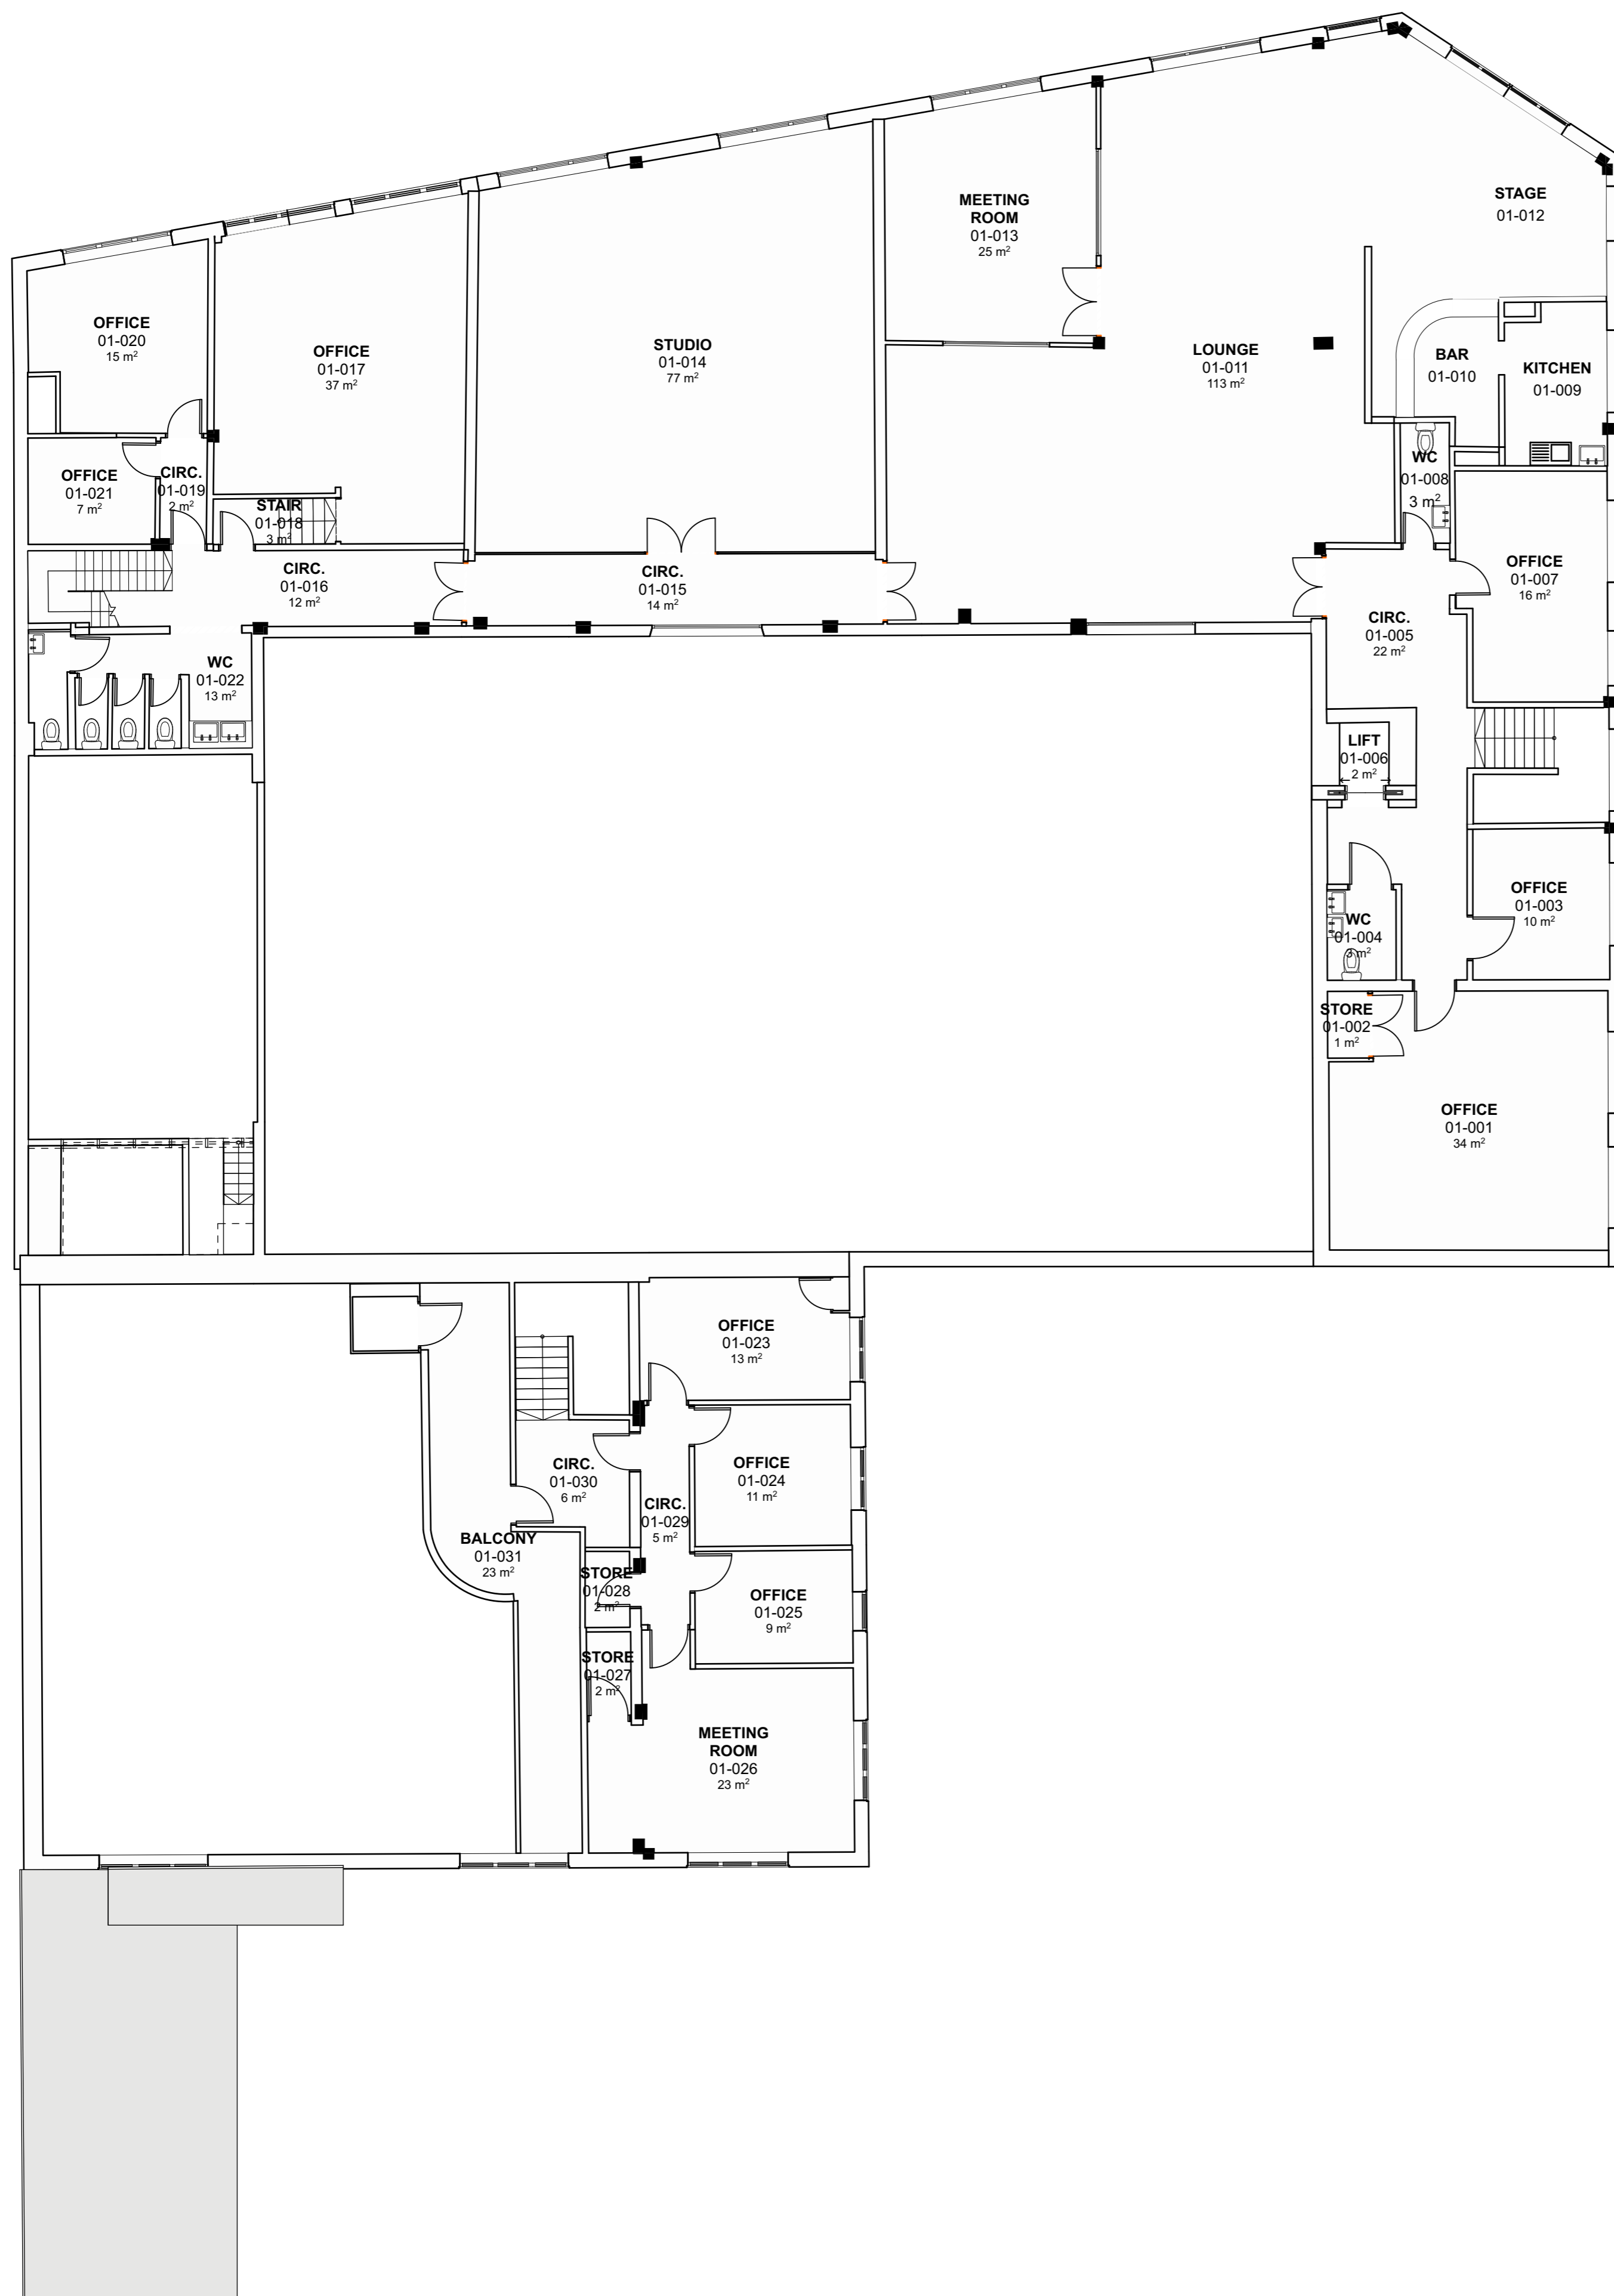 STAGE
01-012
MEETING
ROOM
01-013
25 m²
OFFICE
01-020
15 m²
OFFICE
01-017
37 m²
STUDIO
01-014
77 m²
LOUNGE
01-011
113 m²
BAR
01-010
KITCHEN
01-009
OFFICE
01-021
7 m²
CIRC.
01-019
2 m²
STAIR
01-018
3 m²
WC
01-008
3 m²
OFFICE
01-007
16 m²
CIRC.
01-016
12 m²
CIRC.
01-015
14 m²
CIRC.
01-005
22 m²
WC
01-022
13 m²
LIFT
01-006
2 m²
OFFICE
01-003
10 m²
WC
01-004
3 m²
STORE
01-002
1 m²
OFFICE
01-001
34 m²
OFFICE
01-023
13 m²
OFFICE
01-024
11 m²
CIRC.
01-030
6 m²
CIRC.
01-029
5 m²
BALCONY
01-031
23 m²
STORE
01-028
2 m²
OFFICE
01-025
9 m²
STORE
01-027
2 m²
MEETING
ROOM
01-026
23 m²